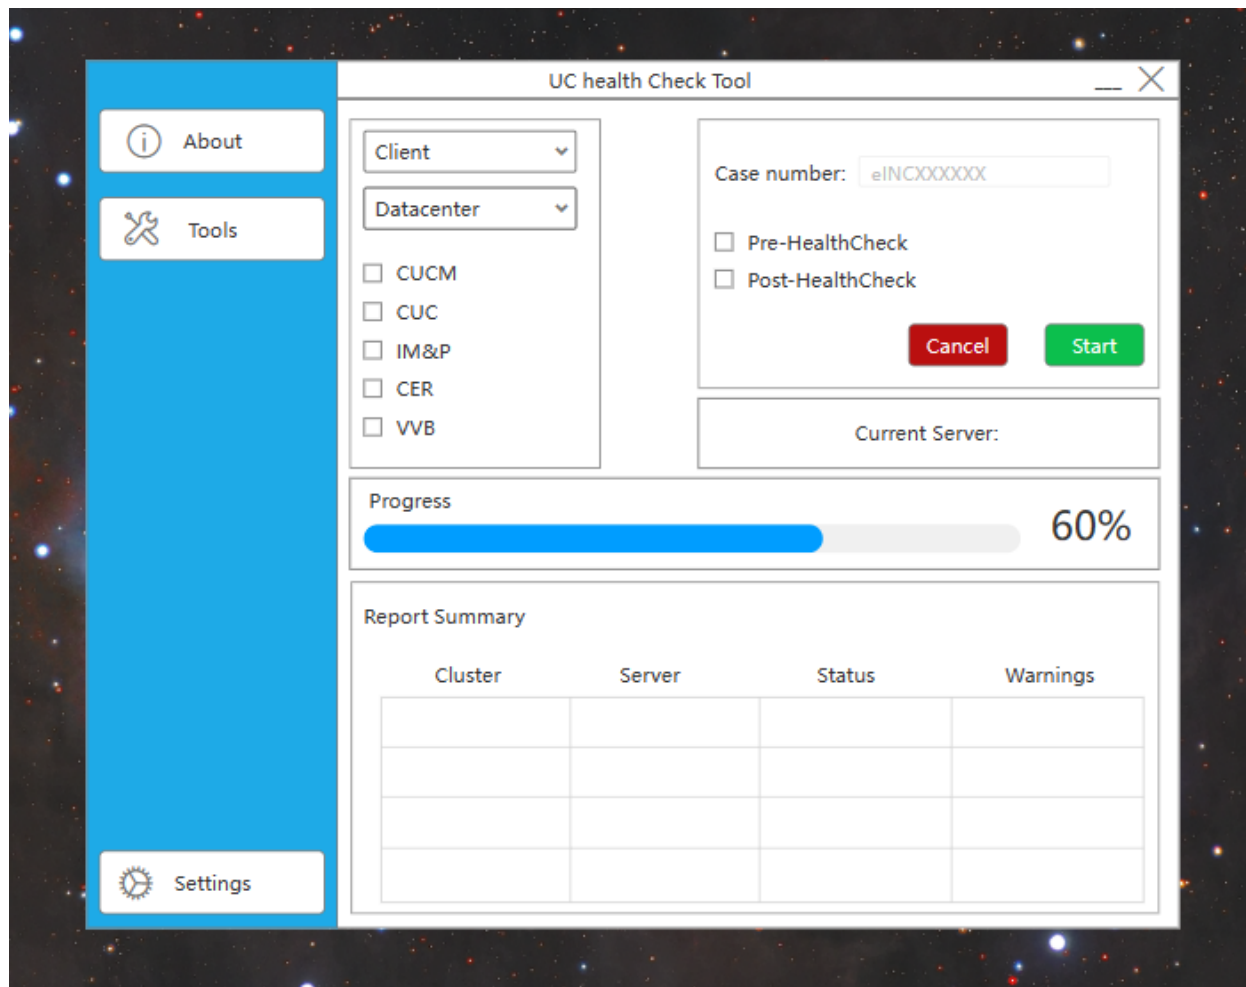 UC health Check Tool
About
Tools
Settings
Client
Datacenter
CUCM
CUC
IM&P
CER
VVB
Case number: eINCXXXXXX
Pre-HealthCheck
Post-HealthCheck
Cancel Start
Current Server:
Progress
60%
Report Summary
Cluster Server Status Warnings